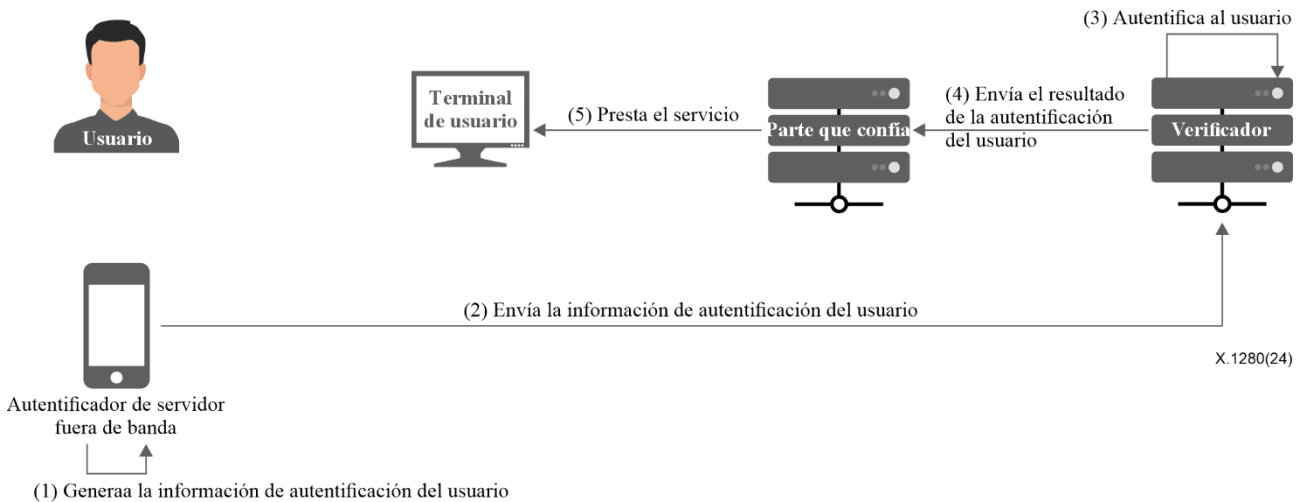 (3) Autentifica al usuario
Usuario
Terminal
de usuario
(5) Presta el servicio
Parte que confía
(4) Envía el resultado
de la autentificación
del usuario
Verificador
(2) Envía la información de autentificación del usuario
X.1280(24)
Autentificador de servidor
fuera de banda
(1) Generaa la información de autentificación del usuario